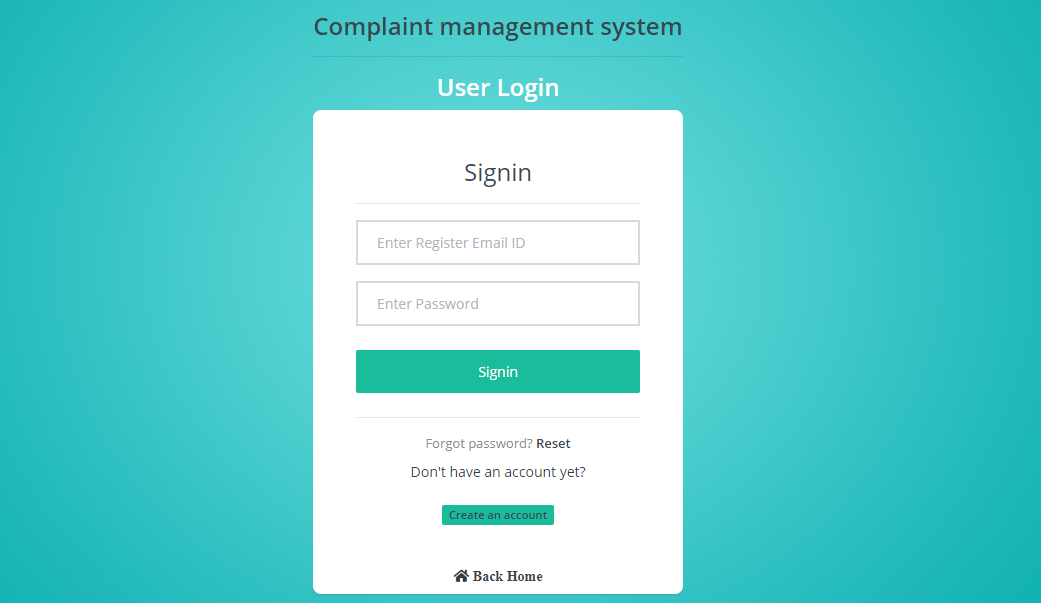 Complaint management system
User Login
Signin
Enter Register Email ID
Enter Password
Signin
Forgot password? Reset
Don't have an account yet?
Create an account
Back Home